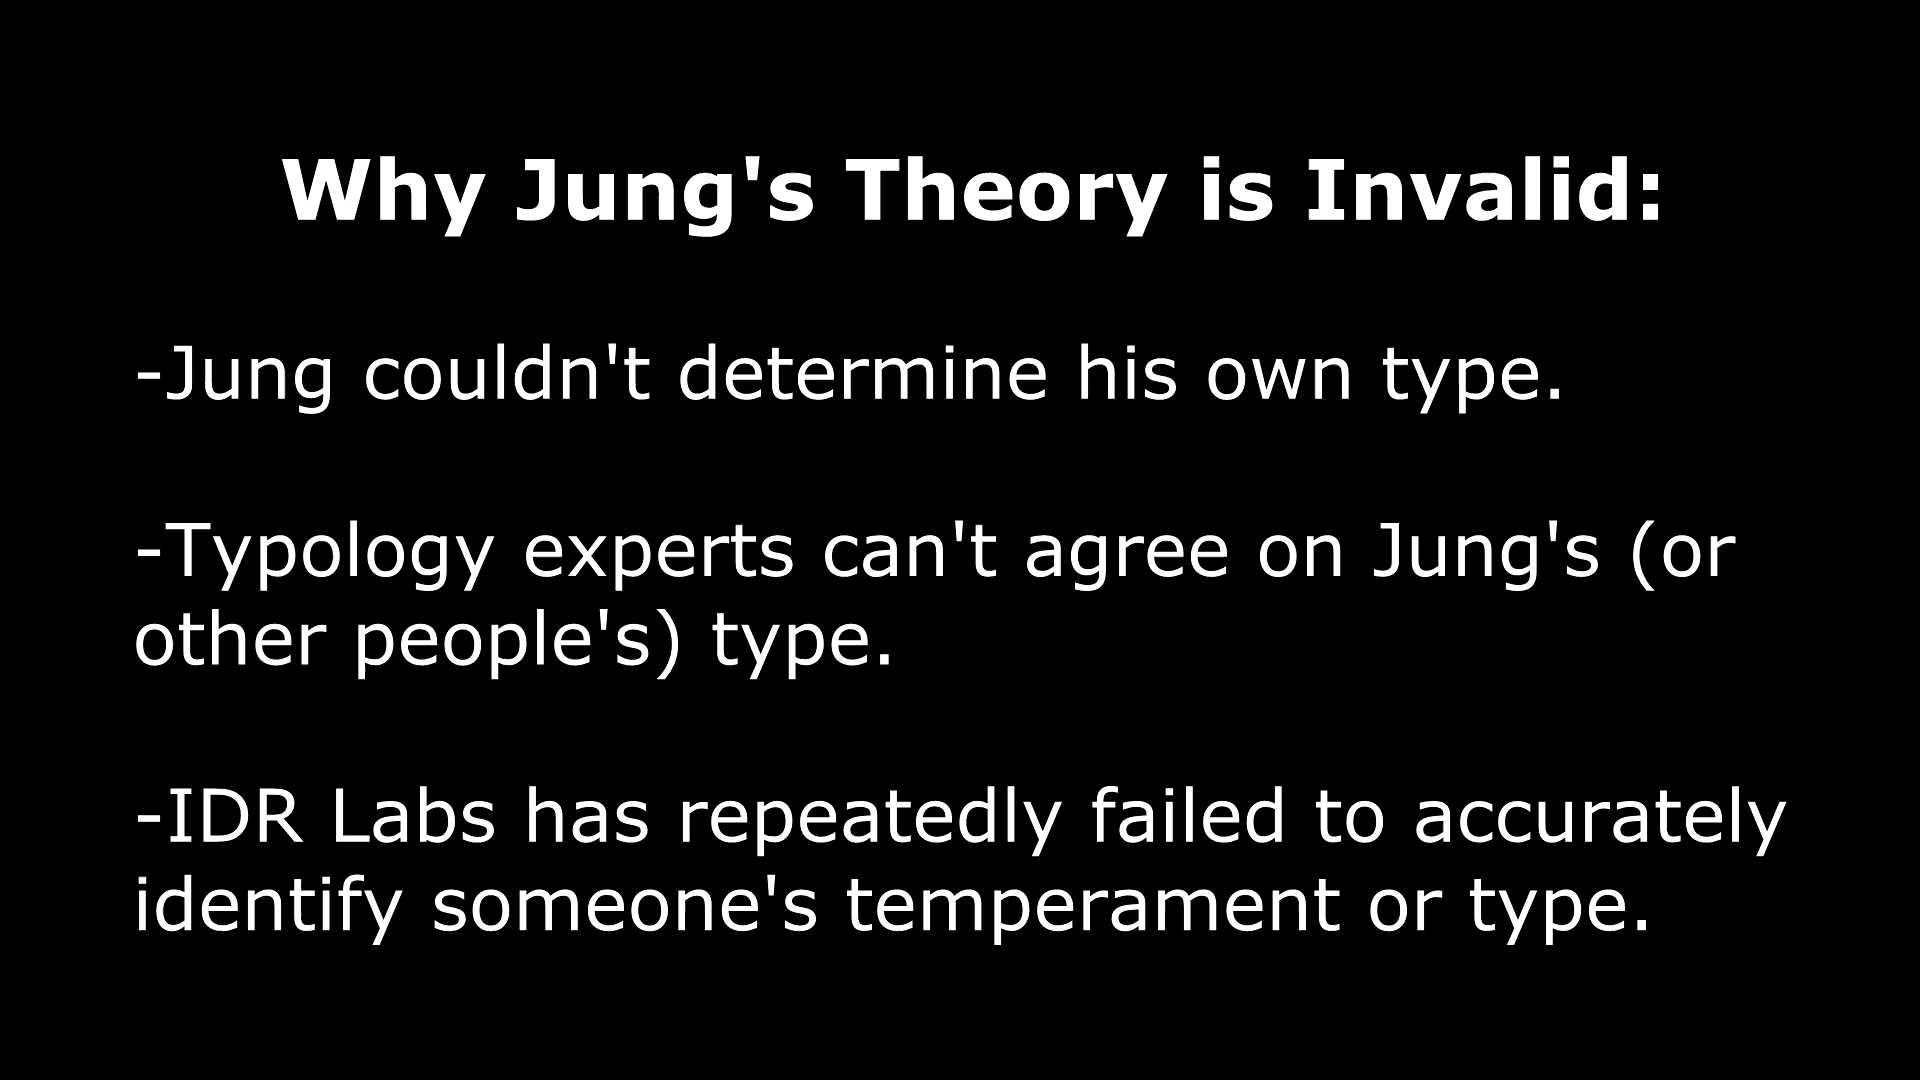 Why Jung's Theory is Invalid:
-Jung couldn't determine his own type.
-Typology experts can't agree on Jung's (or
other people's) type.
-IDR Labs has repeatedly failed to accurately
identify someone's temperament or type.